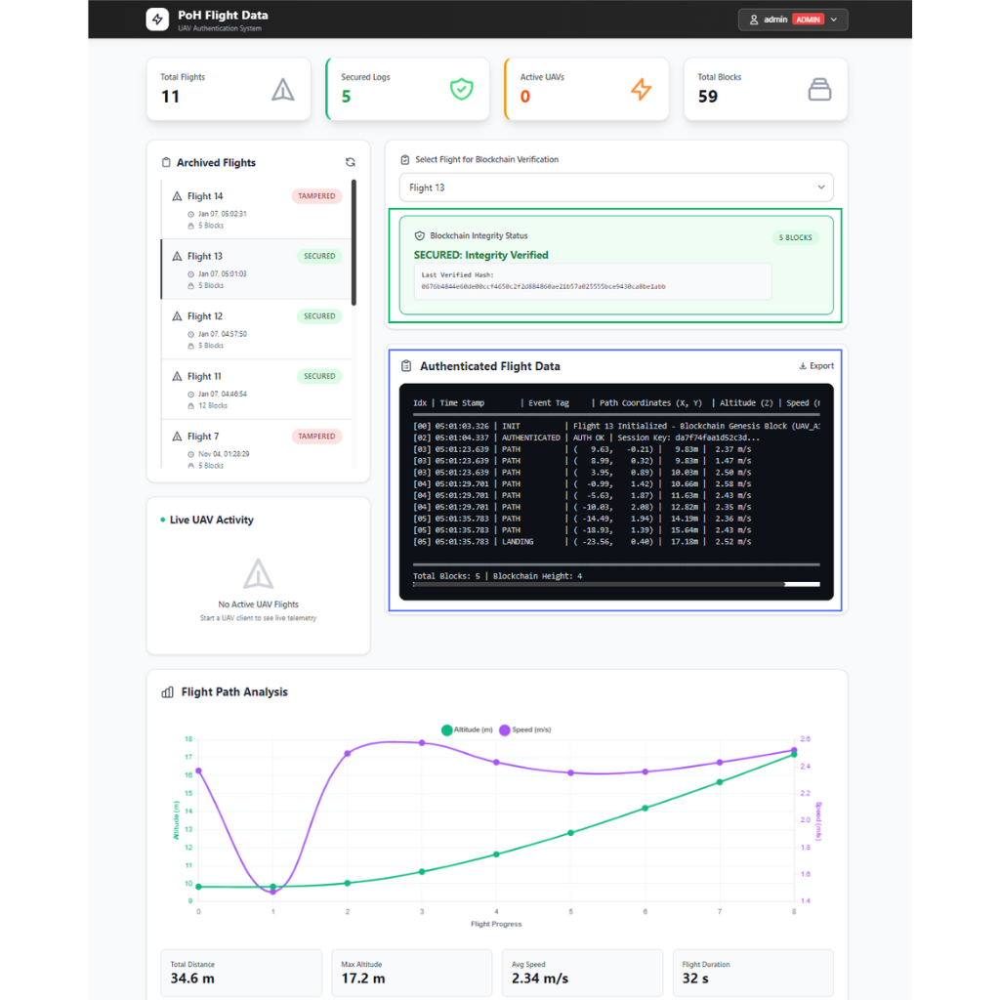 PoH Flight Data
UAV Authentication System
admin ADMIN
Total Flights
11
Secured Logs
5
Active UAVs
0
Total Blocks
59
Archived Flights
Flight 14 TAMPERED
Jan 07, 05:02:31
5 Blocks
Flight 13 SECURED
Jan 07, 05:01:03
5 Blocks
Flight 12 SECURED
Jan 07, 04:57:50
5 Blocks
Flight 11 SECURED
Jan 07, 04:46:54
12 Blocks
Flight 7 TAMPERED
Nov 04, 01:28:29
5 Blocks
Live UAV Activity
No Active UAV Flights
Start a UAV client to see live telemetry
Select Flight for Blockchain Verification
Flight 13
Blockchain Integrity Status 5 BLOCKS
SECURED: Integrity Verified
Last Verified Hash:
0676b4844e60de00ccf4650c2f2d884860ae21b57a025555bce9430ca8be1abb
Authenticated Flight Data Export
Idx | Time Stamp | Event Tag | Path Coordinates (X, Y) | Altitude (Z) | Speed (
[00] 05:01:03.326 | INIT | Flight 13 Initialized - Blockchain Genesis Block (UAV_A
[02] 05:01:04.337 | AUTHENTICATED | AUTH OK | Session Key: da7f74faa1d52c3d...
[03] 05:01:23.639 | PATH | ( 9.63, -0.21) | 9.83m | 2.37 m/s
[03] 05:01:23.639 | PATH | ( 8.99, 0.32) | 9.83m | 1.47 m/s
[03] 05:01:23.639 | PATH | ( 3.95, 0.89) | 10.03m | 2.50 m/s
[04] 05:01:29.701 | PATH | ( -0.99, 1.42) | 10.66m | 2.58 m/s
[04] 05:01:29.701 | PATH | ( -5.63, 1.87) | 11.63m | 2.43 m/s
[04] 05:01:29.701 | PATH | ( -10.03, 2.08) | 12.82m | 2.35 m/s
[05] 05:01:35.783 | PATH | ( -14.49, 1.94) | 14.19m | 2.36 m/s
[05] 05:01:35.783 | PATH | ( -18.93, 1.39) | 15.64m | 2.43 m/s
[05] 05:01:35.783 | LANDING | ( -23.56, 0.40) | 17.18m | 2.52 m/s
Total Blocks: 5 | Blockchain Height: 4
Flight Path Analysis
Altitude (m) Speed (m/s)
18
17
16
15
14
13
12
11
10
9
Altitude (m)
2.6
2.4
2.2
2.0
1.8
1.6
1.4
Speed (m/s)
0 1 2 3 4 5 6 7 8
Flight Progress
Total Distance
34.6 m
Max Altitude
17.2 m
Avg Speed
2.34 m/s
Flight Duration
32 s